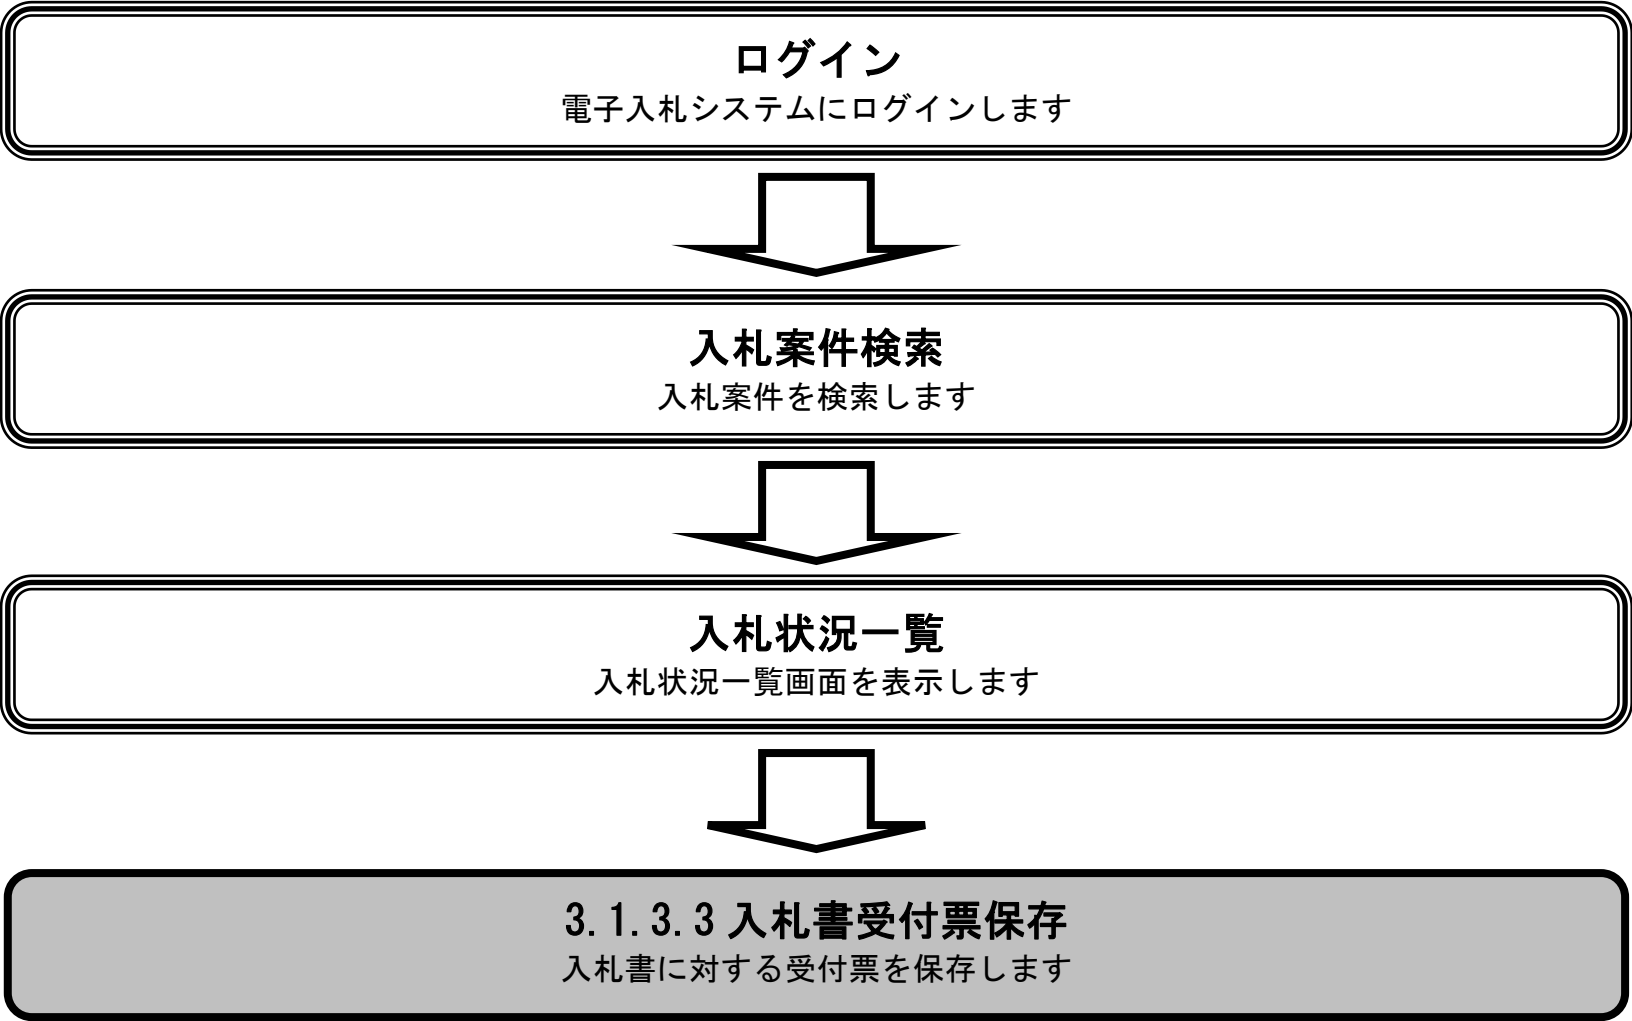 ログイン
電子入札システムにログインします
入札案件検索
入札案件を検索します
入札状況一覧
入札状況一覧画面を表示します
3.1.3.3 入札書受付票保存
入札書に対する受付票を保存します